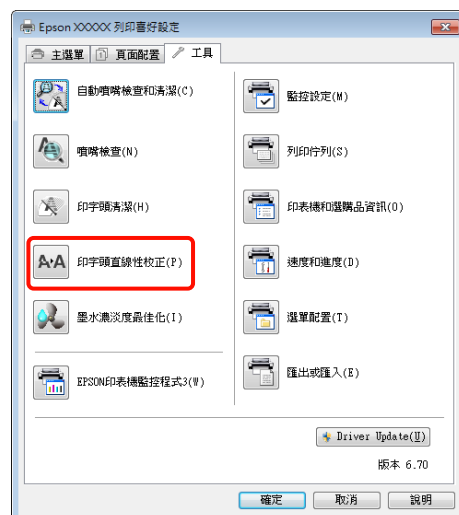 Epson XXXXX 列印喜好設定
主選單 頁面配置 工具
自動噴嘴檢查和清潔(C)
監控設定(M)
噴嘴檢查(N)
列印佇列(S)
印字頭清潔(H)
印表機和選購品資訊(O)
印字頭直線性校正(P)
速度和進度(D)
墨水濃淡度最佳化(I)
選單配置(T)
EPSON印表機監控程式3(W)
匯出或匯入(E)
Driver Update(U)
版本 6.70
確定 取消 說明